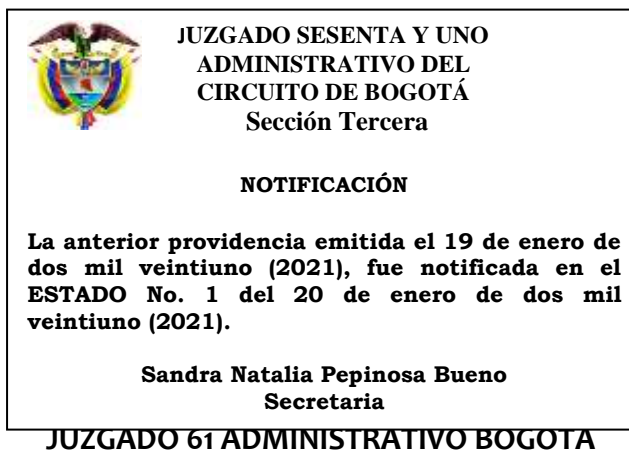 JUZGADO SESENTA Y UNO
ADMINISTRATIVO DEL
CIRCUITO DE BOGOTÁ
Sección Tercera
NOTIFICACIÓN
La anterior providencia emitida el 19 de enero de
dos mil veintiuno (2021), fue notificada en el
ESTADO No. 1 del 20 de enero de dos mil
veintiuno (2021).
Sandra Natalia Pepinosa Bueno
Secretaria
JUZGADO 61 ADMINISTRATIVO BOGOTA